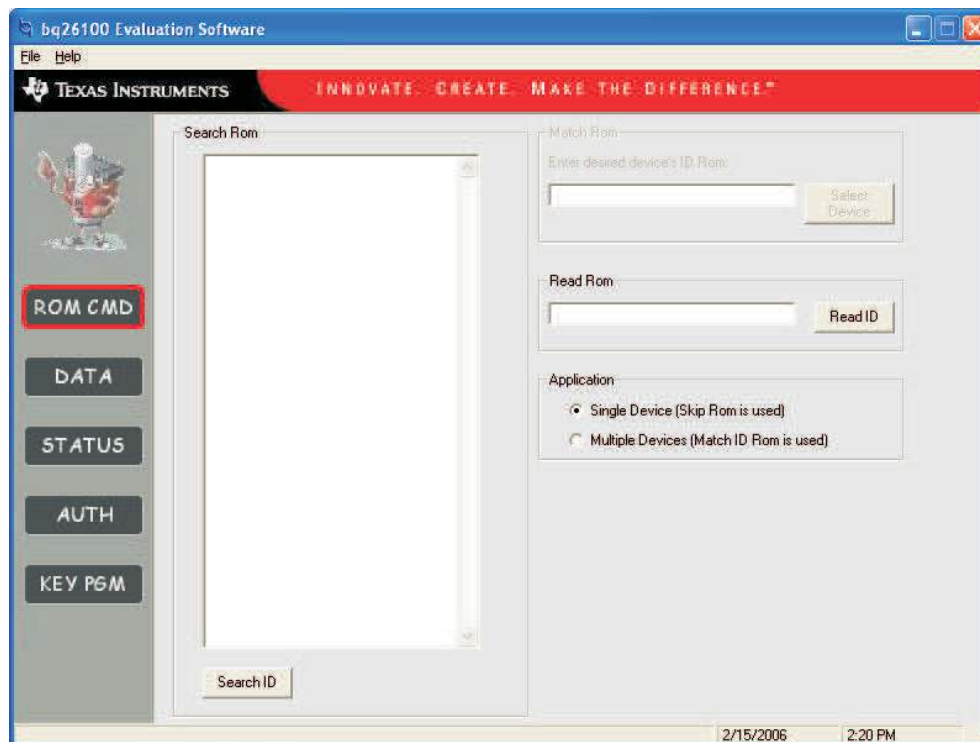 bq26100 Evaluation Software
File Help
TEXAS INSTRUMENTS
INNOVATE. CREATE. MAKE THE DIFFERENCE.™
ROM CMD
DATA
STATUS
AUTH
KEY PGM
Search Rom
Search ID
Match Rom
Enter desired device's ID Rom:
Select
Device
Read Rom
Read ID
Application
Single Device (Skip Rom is used)
Multiple Devices (Match ID Rom is used)
2/15/2006 2:20 PM